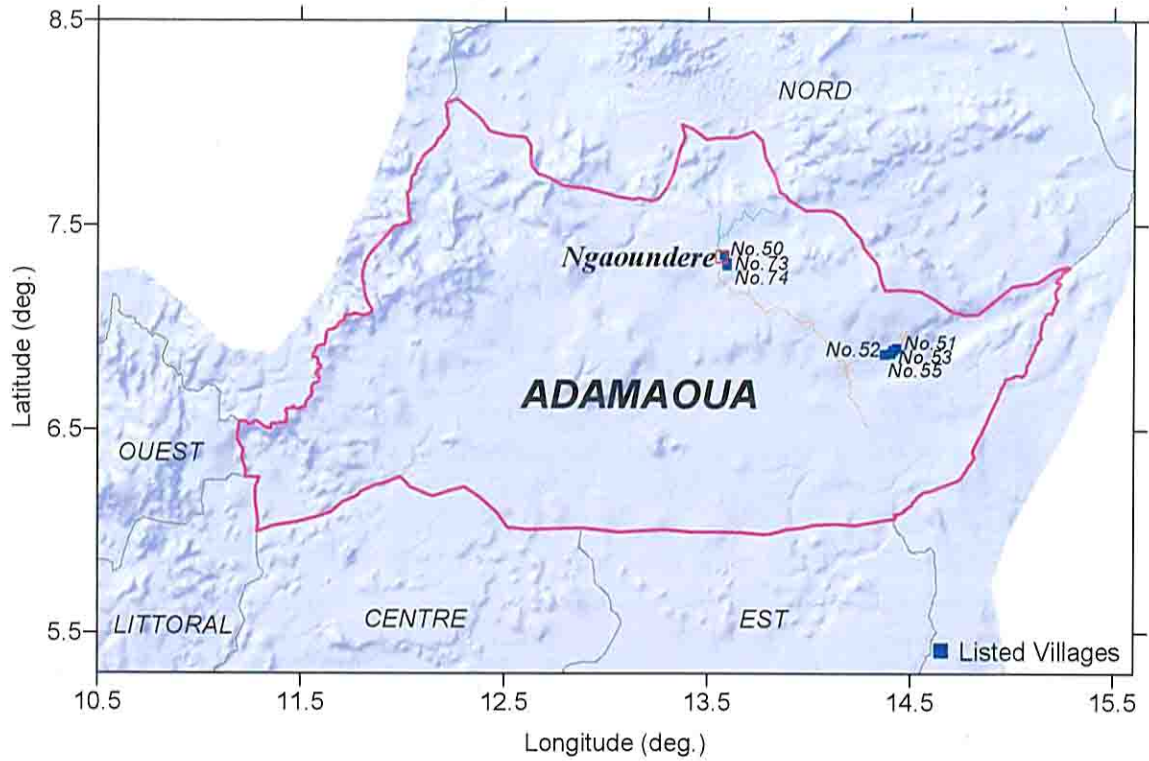 8.5
NORD
7.5
Ngaoundere
No.50
No.73
No.74
Latitude (deg.)
No.52
No.51
No.53
No.55
ADAMAOUA
6.5
OUEST
5.5
LITTORAL
CENTRE
EST
Listed Villages
10.5 11.5 12.5 13.5 14.5 15.5
Longitude (deg.)